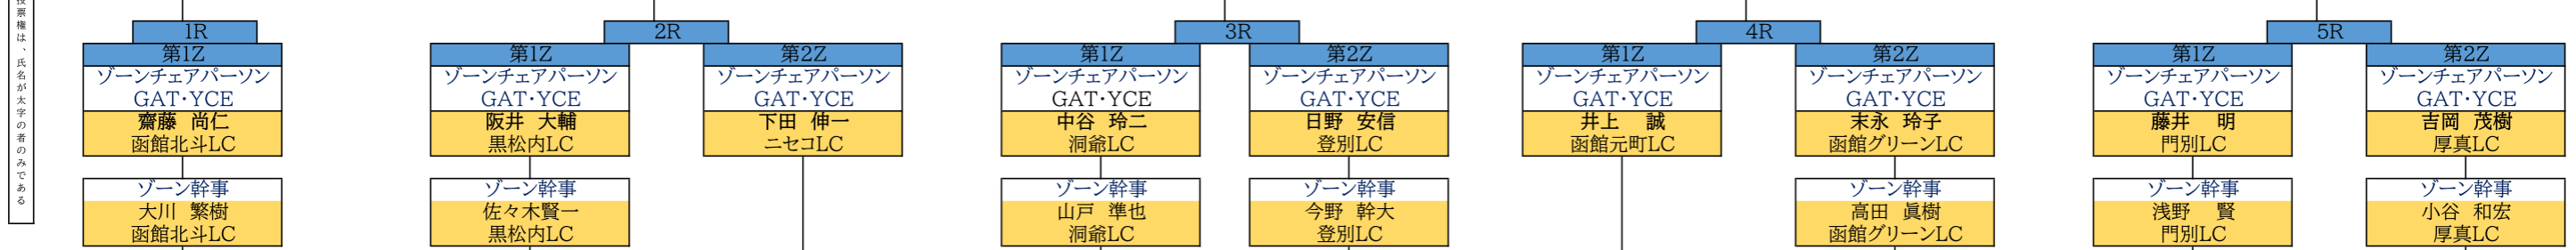 投票権は、氏名が太字の者のみである
1R
第1Z
ゾーンチェアパーソン
GAT・YCE
齋藤 尚仁
函館北斗LC
ゾーン幹事
大川 繁樹
函館北斗LC
2R
第1Z
ゾーンチェアパーソン
GAT・YCE
阪井 大輔
黒松内LC
ゾーン幹事
佐々木賢一
黒松内LC
第2Z
ゾーンチェアパーソン
GAT・YCE
下田 伸一
ニセコLC
3R
第1Z
ゾーンチェアパーソン
GAT・YCE
中谷 玲二
洞爺LC
ゾーン幹事
山戸 準也
洞爺LC
第2Z
ゾーンチェアパーソン
GAT・YCE
日野 安信
登別LC
ゾーン幹事
今野 幹大
登別LC
4R
第1Z
ゾーンチェアパーソン
GAT・YCE
井上 誠
函館元町LC
第2Z
ゾーンチェアパーソン
GAT・YCE
末永 玲子
函館グリーンLC
ゾーン幹事
高田 眞樹
函館グリーンLC
5R
第1Z
ゾーンチェアパーソン
GAT・YCE
藤井 明
門別LC
ゾーン幹事
浅野 賢
門別LC
第2Z
ゾーンチェアパーソン
GAT・YCE
吉岡 茂樹
厚真LC
ゾーン幹事
小谷 和宏
厚真LC